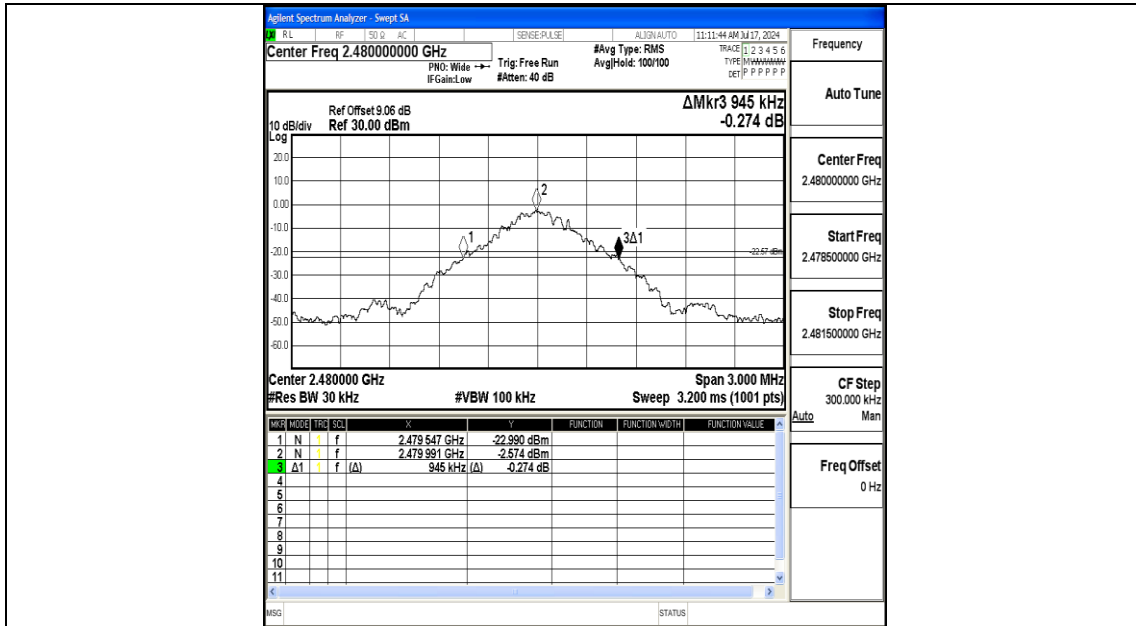 Agilent Spectrum Analyzer - Swept SA
RL RF 50 Ω AC SENSE:PULSE ALIGN AUTO 11:11:44 AM Jul 17, 2024
Center Freq 2.480000000 GHz
PNO: Wide
IFGain:Low
Trig: Free Run
#Atten: 40 dB
#Avg Type: RMS
Avg|Hold: 100/100
TRACE 1 2 3 4 5 6
TYPE MWWWWW
DET P P P P P P
ΔMkr3 945 kHz
-0.274 dB
Ref Offset 9.06 dB
10 dB/div Ref 30.00 dBm
Log
20.0
10.0
0.00
-10.0
-20.0
-30.0
-40.0
-50.0
-60.0
1
2
3Δ1
-22.57 dBm
Center 2.480000 GHz Span 3.000 MHz
#Res BW 30 kHz #VBW 100 kHz Sweep 3.200 ms (1001 pts)
MKR MODE TRC SCL X Y FUNCTION FUNCTION WIDTH FUNCTION VALUE
1 N 1 f 2.479 547 GHz -22.990 dBm
2 N 1 f 2.479 991 GHz -2.574 dBm
3 Δ1 1 f (Δ) 945 kHz (Δ) -0.274 dB
4
5
6
7
8
9
10
11
MSG STATUS
Frequency
Auto Tune
Center Freq
2.480000000 GHz
Start Freq
2.478500000 GHz
Stop Freq
2.481500000 GHz
CF Step
300.000 kHz
Auto Man
Freq Offset
0 Hz